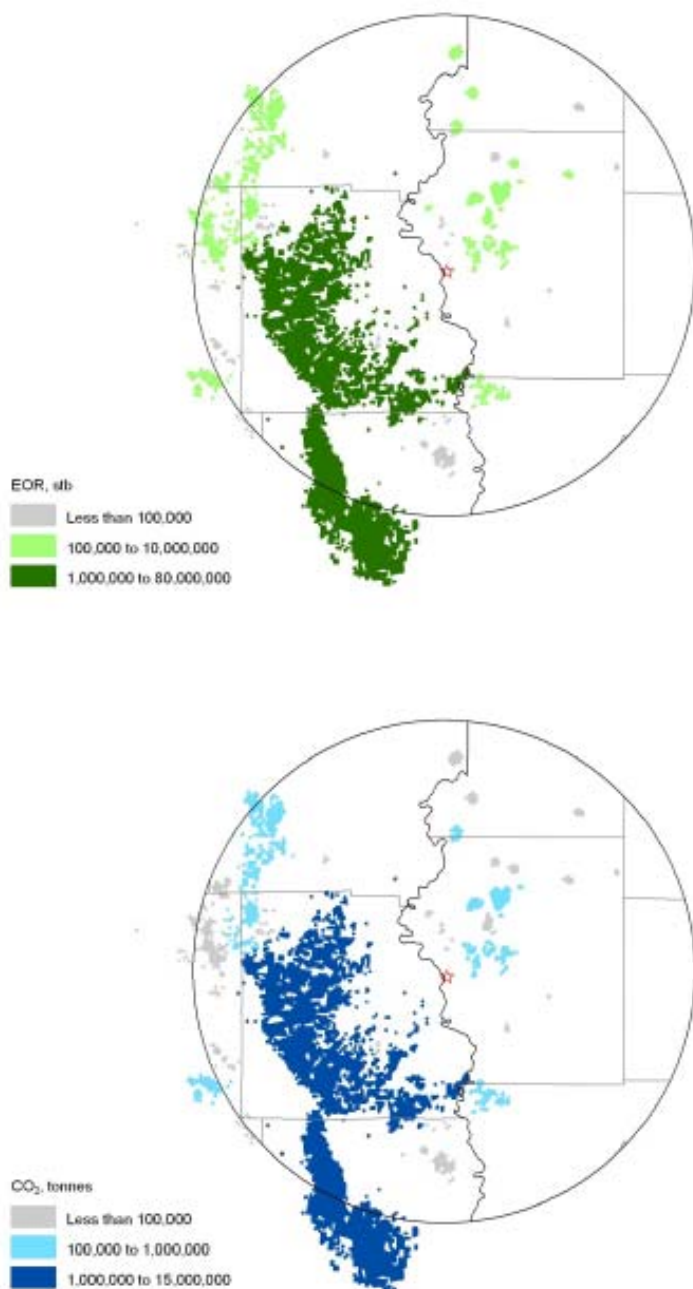 EOR, stb
Less than 100,000
100,000 to 10,000,000
1,000,000 to 80,000,000
CO₂, tonnes
Less than 100,000
100,000 to 1,000,000
1,000,000 to 15,000,000